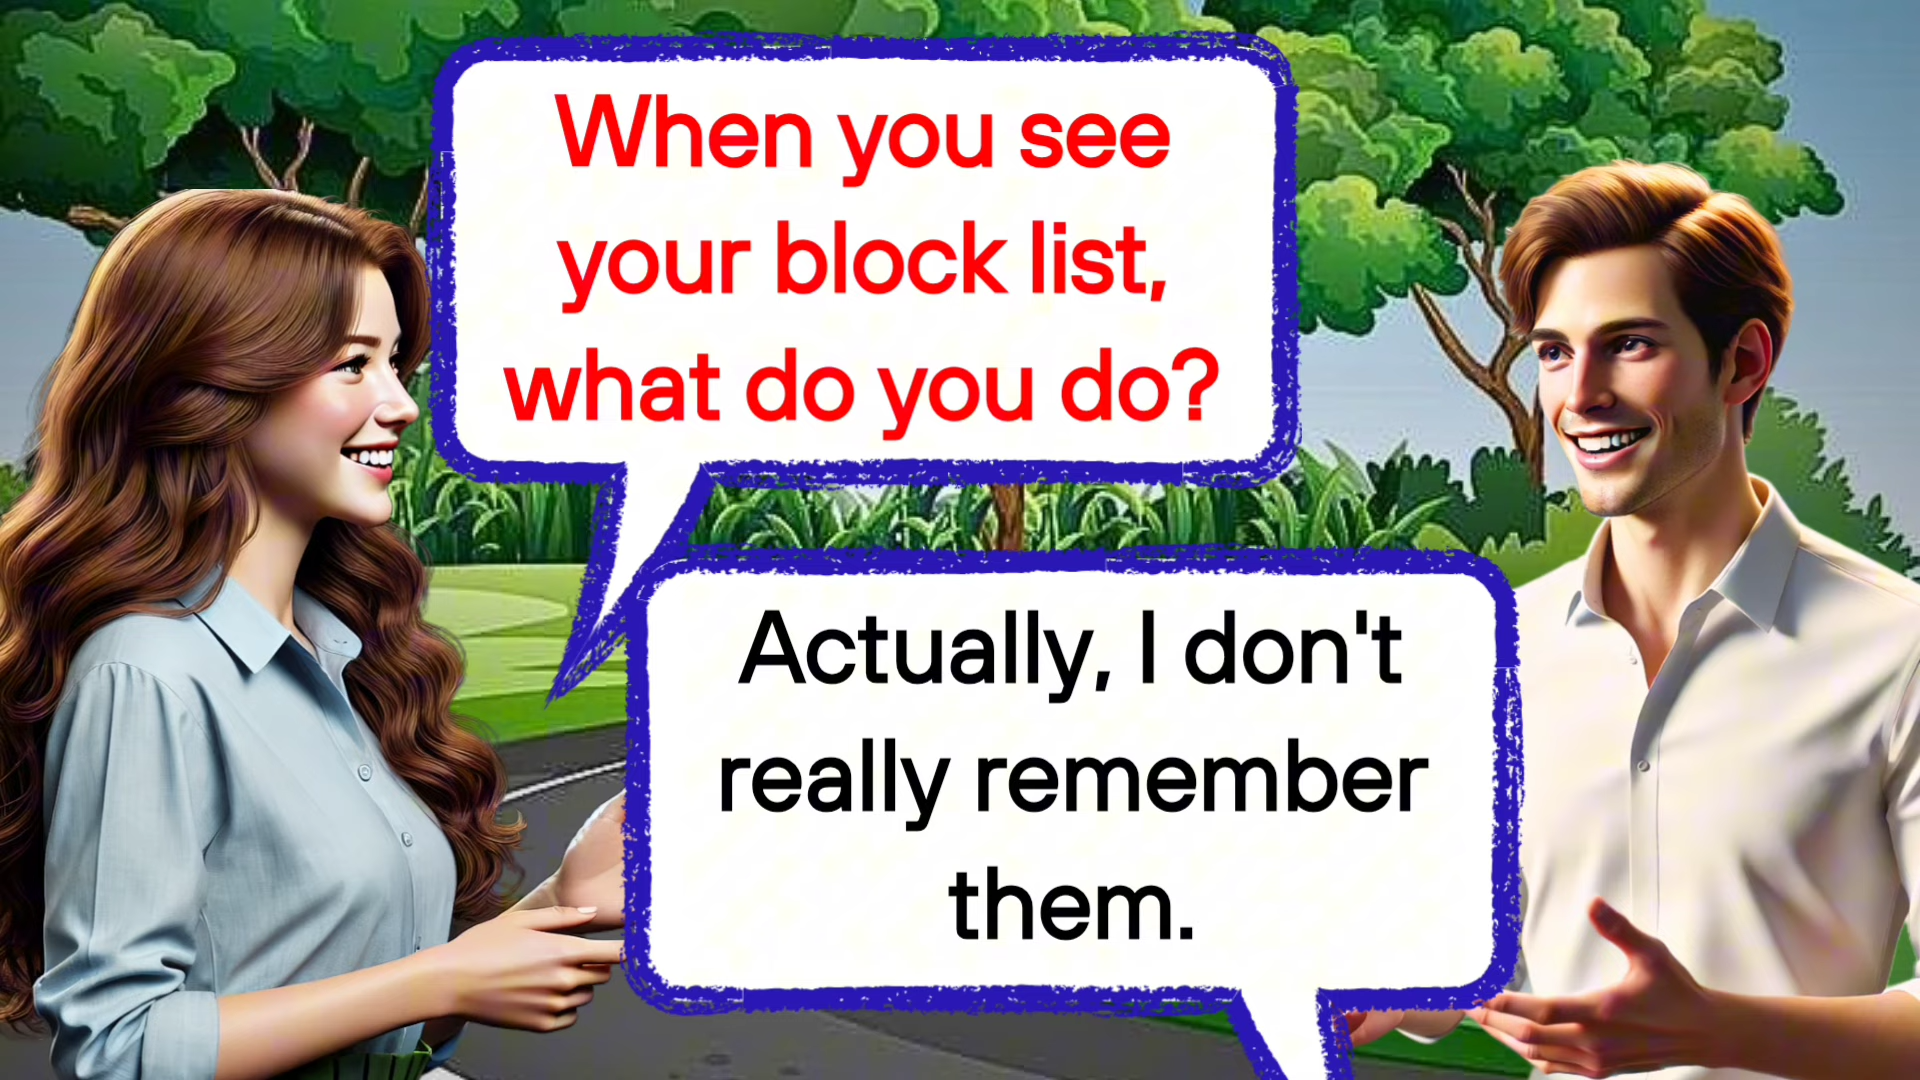 When you see
your block list,
what do you do?
Actually, I don't
really remember
them.